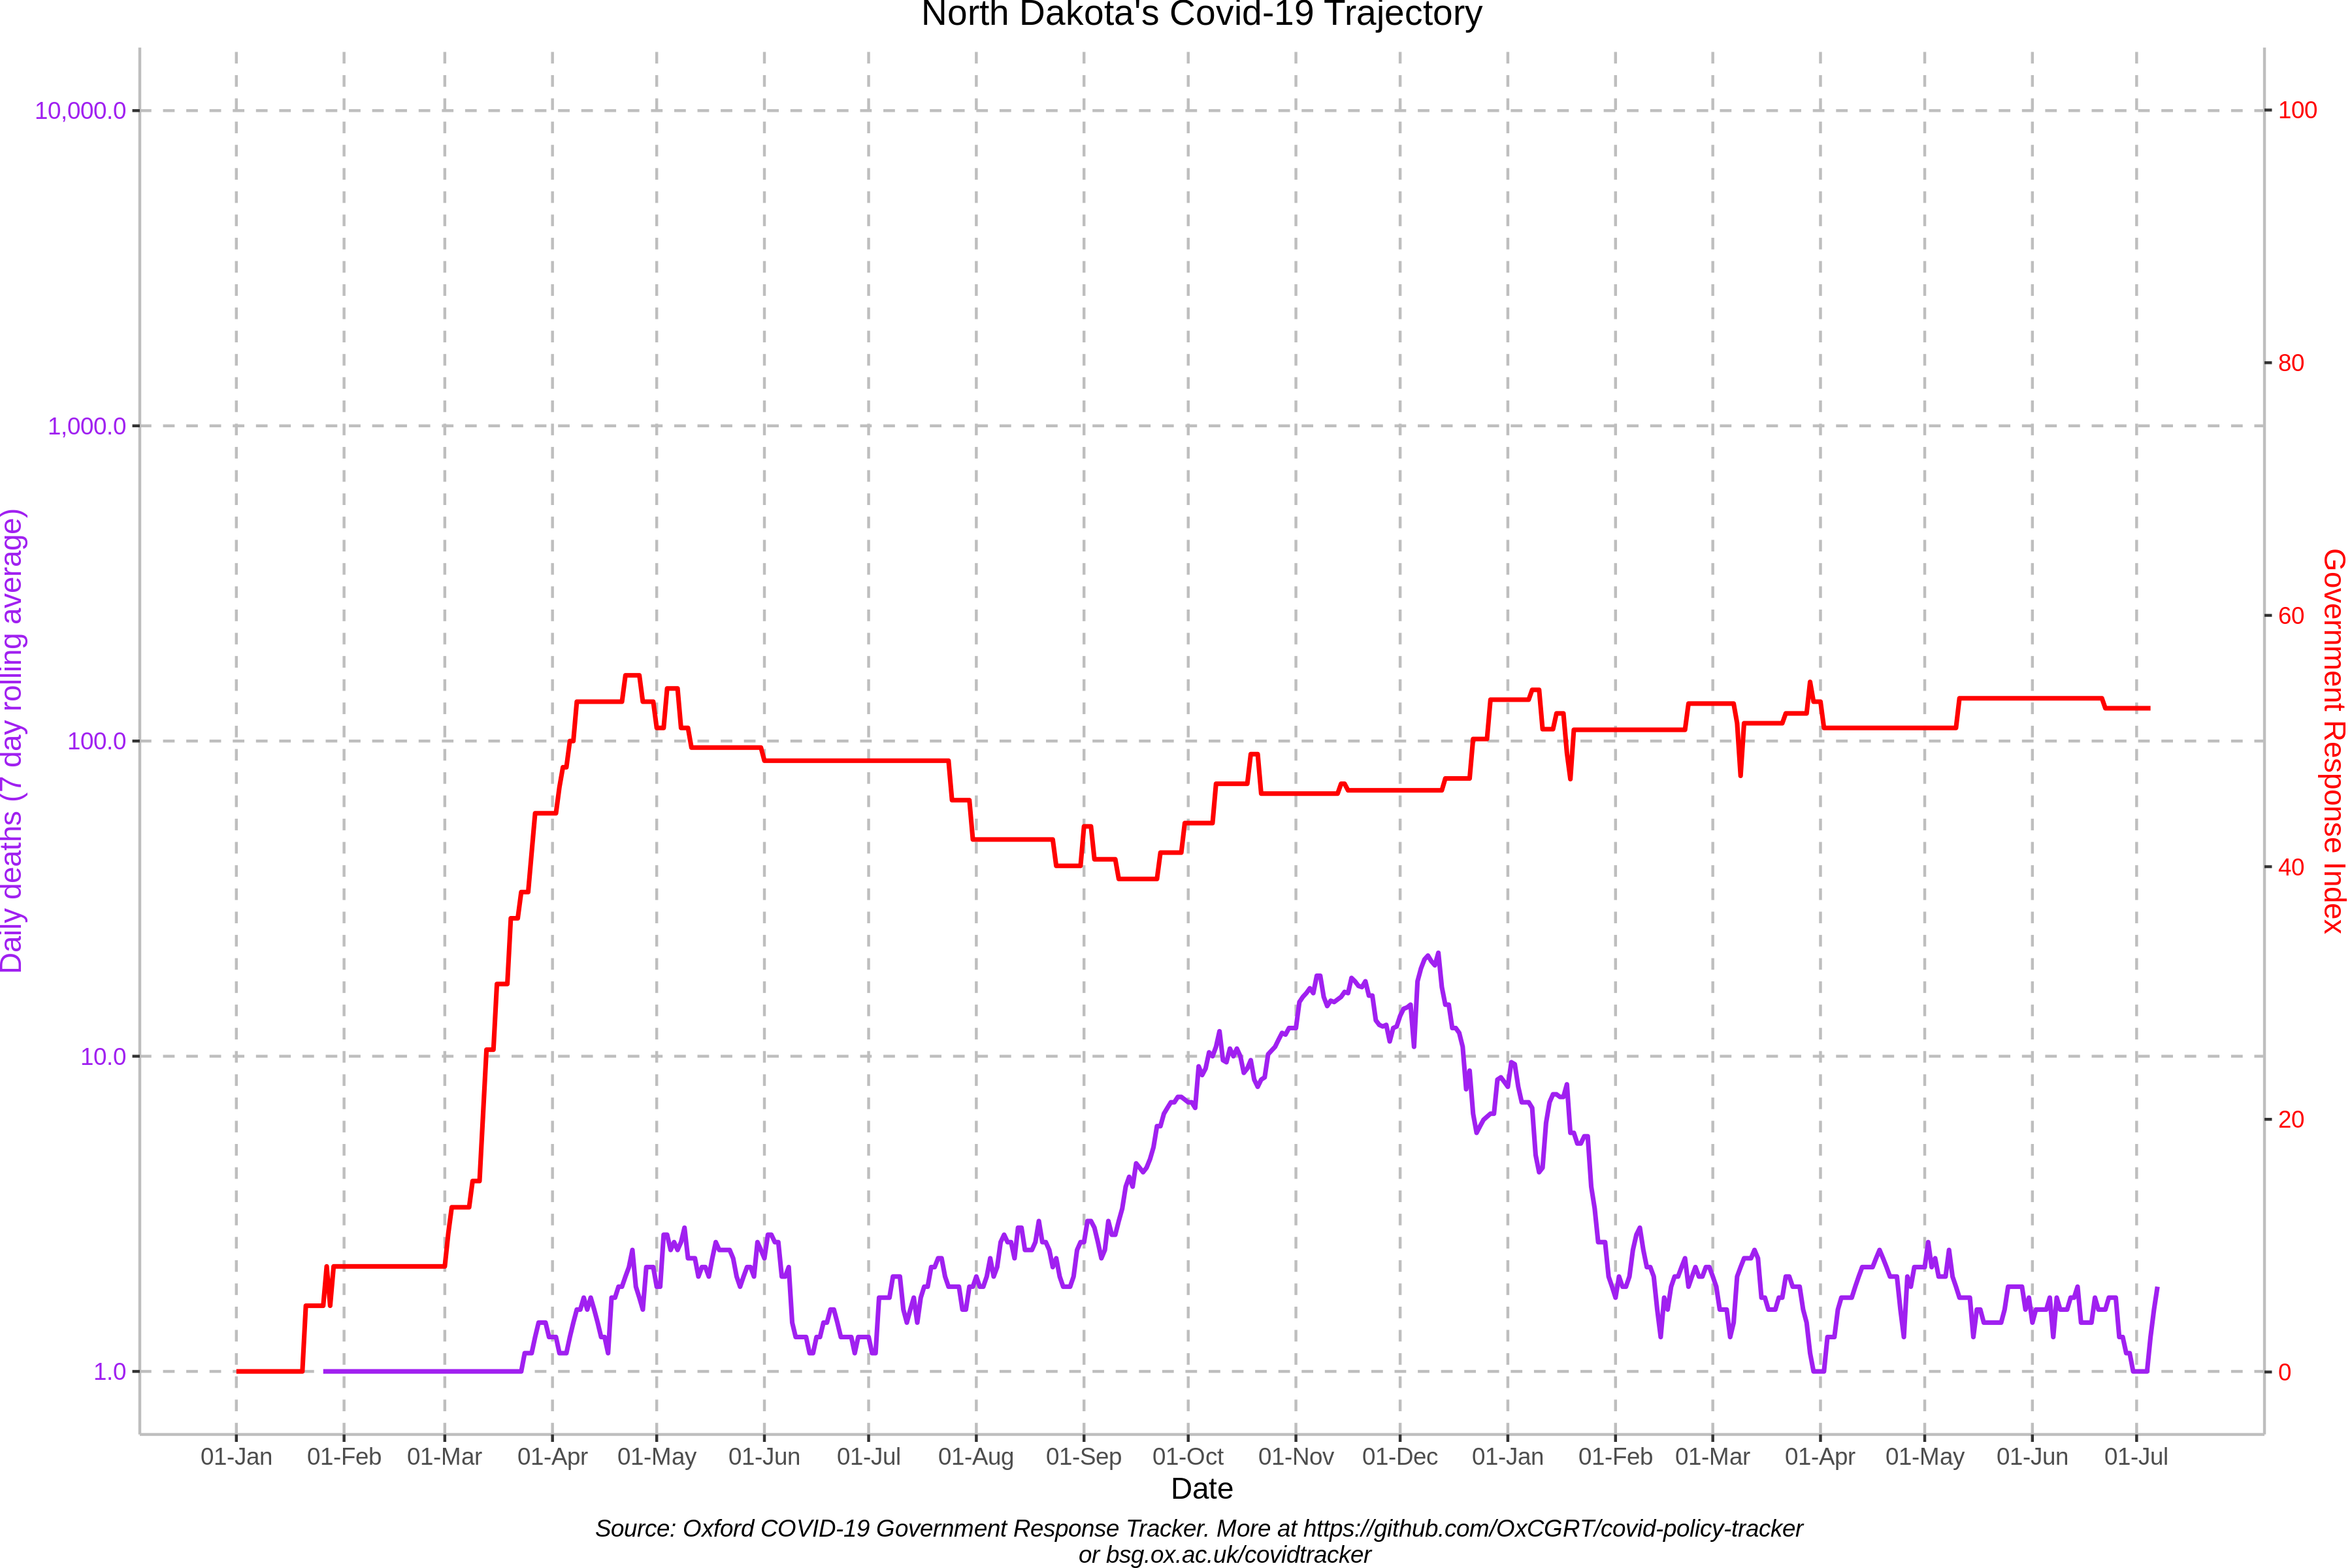 North Dakota's Covid-19 Trajectory
10,000.0
1,000.0
100.0
10.0
1.0
Daily deaths (7 day rolling average)
100
80
60
40
20
0
Government Response Index
01-Jan 01-Feb 01-Mar 01-Apr 01-May 01-Jun 01-Jul 01-Aug 01-Sep 01-Oct 01-Nov 01-Dec 01-Jan 01-Feb 01-Mar 01-Apr 01-May 01-Jun 01-Jul
Date
Source: Oxford COVID-19 Government Response Tracker. More at https://github.com/OxCGRT/covid-policy-tracker
or bsg.ox.ac.uk/covidtracker